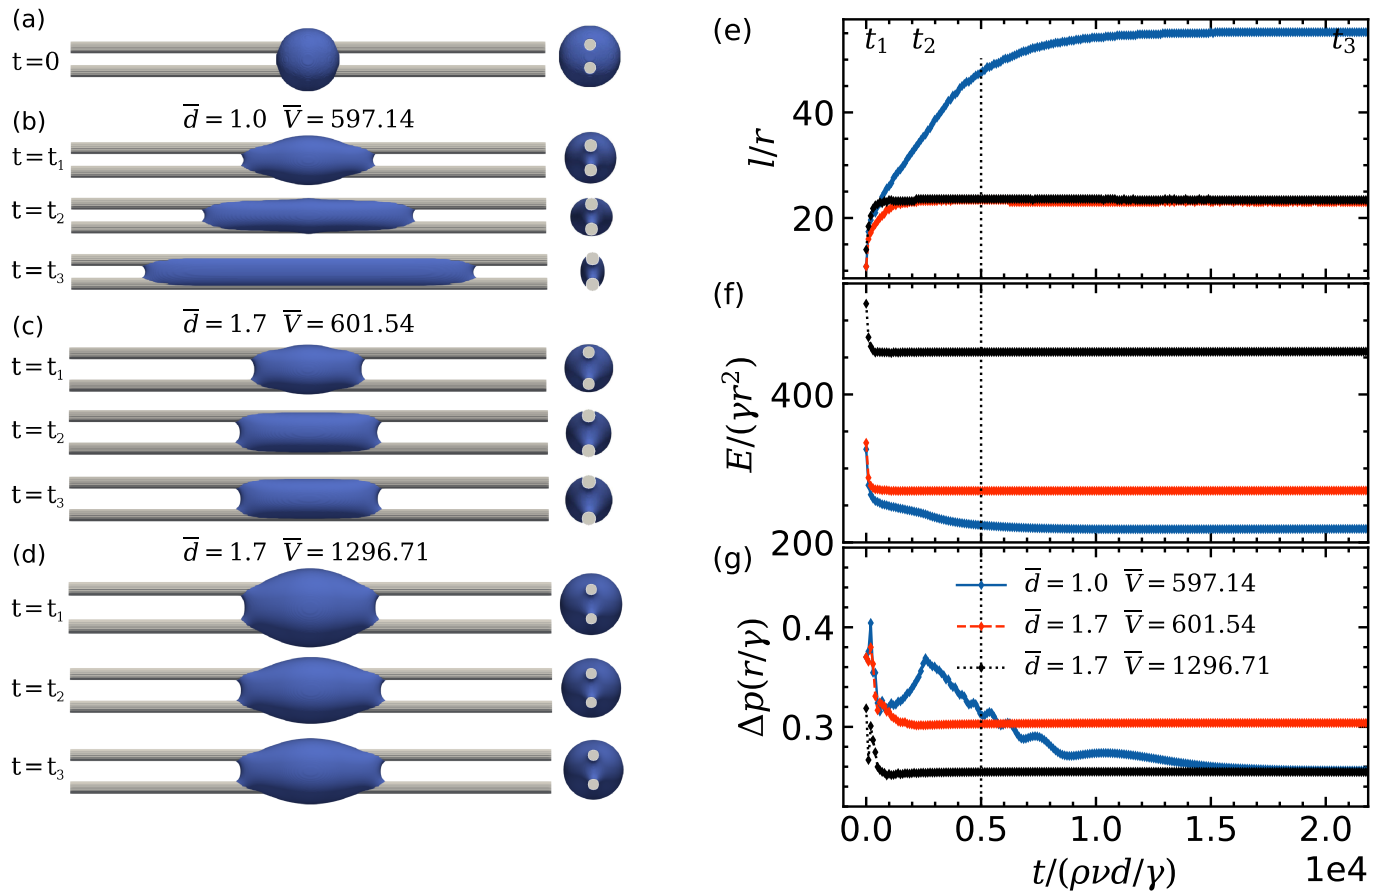 (a)
t=0
d̅ = 1.0 V̅ = 597.14
(b)
t=t₁
t=t₂
t=t₃
d̅ = 1.7 V̅ = 601.54
(c)
t=t₁
t=t₂
t=t₃
d̅ = 1.7 V̅ = 1296.71
(d)
t=t₁
t=t₂
t=t₃
(e)
t₁ t₂ t₃
40
20
l/r
(f)
400
200
E/(γr²)
(g)
d̅ = 1.0 V̅ = 597.14
d̅ = 1.7 V̅ = 601.54
d̅ = 1.7 V̅ = 1296.71
0.4
0.3
Δp(r/γ)
0.0 0.5 1.0 1.5 2.0
t/(ρνd/γ)
1e4